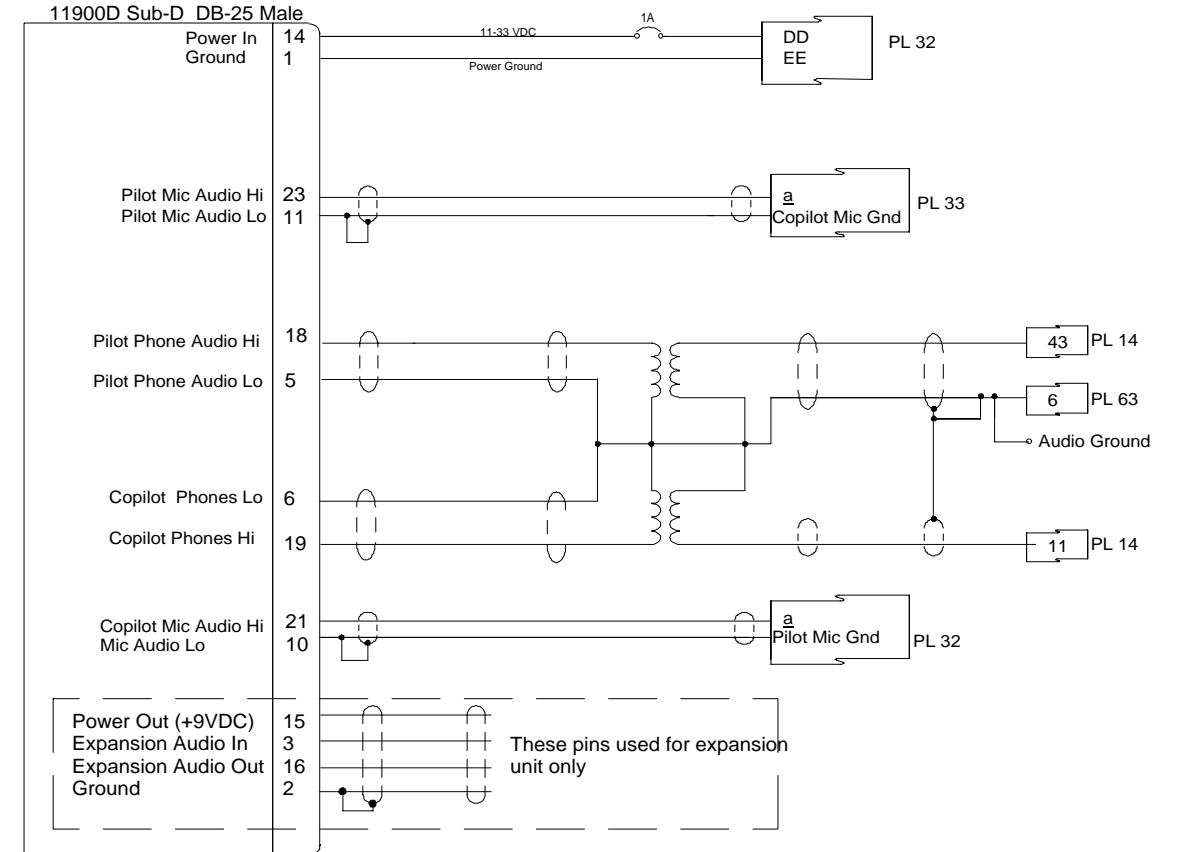 11900D Sub-D  DB-25 Male
Power In 14 11-33 VDC 1A DD PL 32
Ground 1 Power Ground EE
Pilot Mic Audio Hi 23 a PL 33
Pilot Mic Audio Lo 11 Copilot Mic Gnd
Pilot Phone Audio Hi 18 43 PL 14
Pilot Phone Audio Lo 5 6 PL 63
Audio Ground
Copilot  Phones Lo 6
Copilot Phones Hi 19 11 PL 14
Copilot Mic Audio Hi 21 a
Mic Audio Lo 10 Pilot Mic Gnd PL 32
Power Out (+9VDC) 15
Expansion Audio In 3 These pins used for expansion
Expansion Audio Out 16 unit only
Ground 2